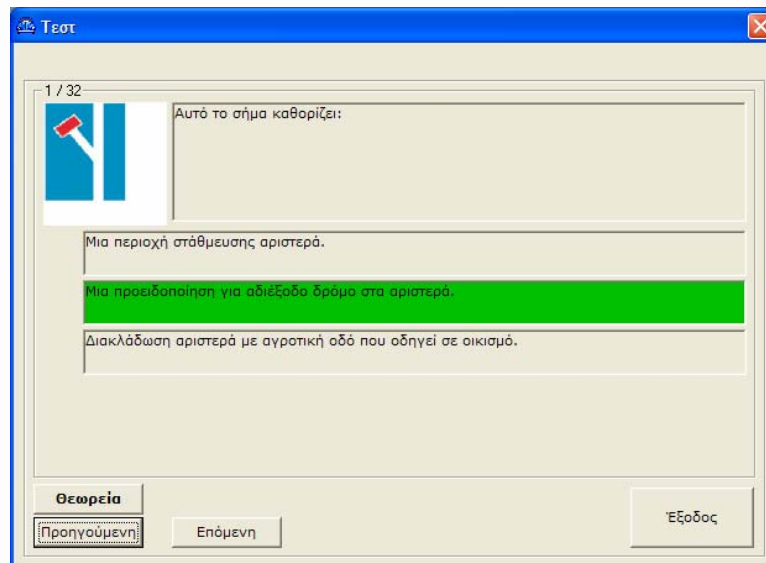 Τεστ
1 / 32
Αυτό το σήμα καθορίζει:
Μια περιοχή στάθμευσης αριστερά.
Μια προειδοποίηση για αδιέξοδο δρόμο στα αριστερά.
Διακλάδωση αριστερά με αγροτική οδό που οδηγεί σε οικισμό.
Θεωρεία
Προηγούμενη
Επόμενη
Έξοδος